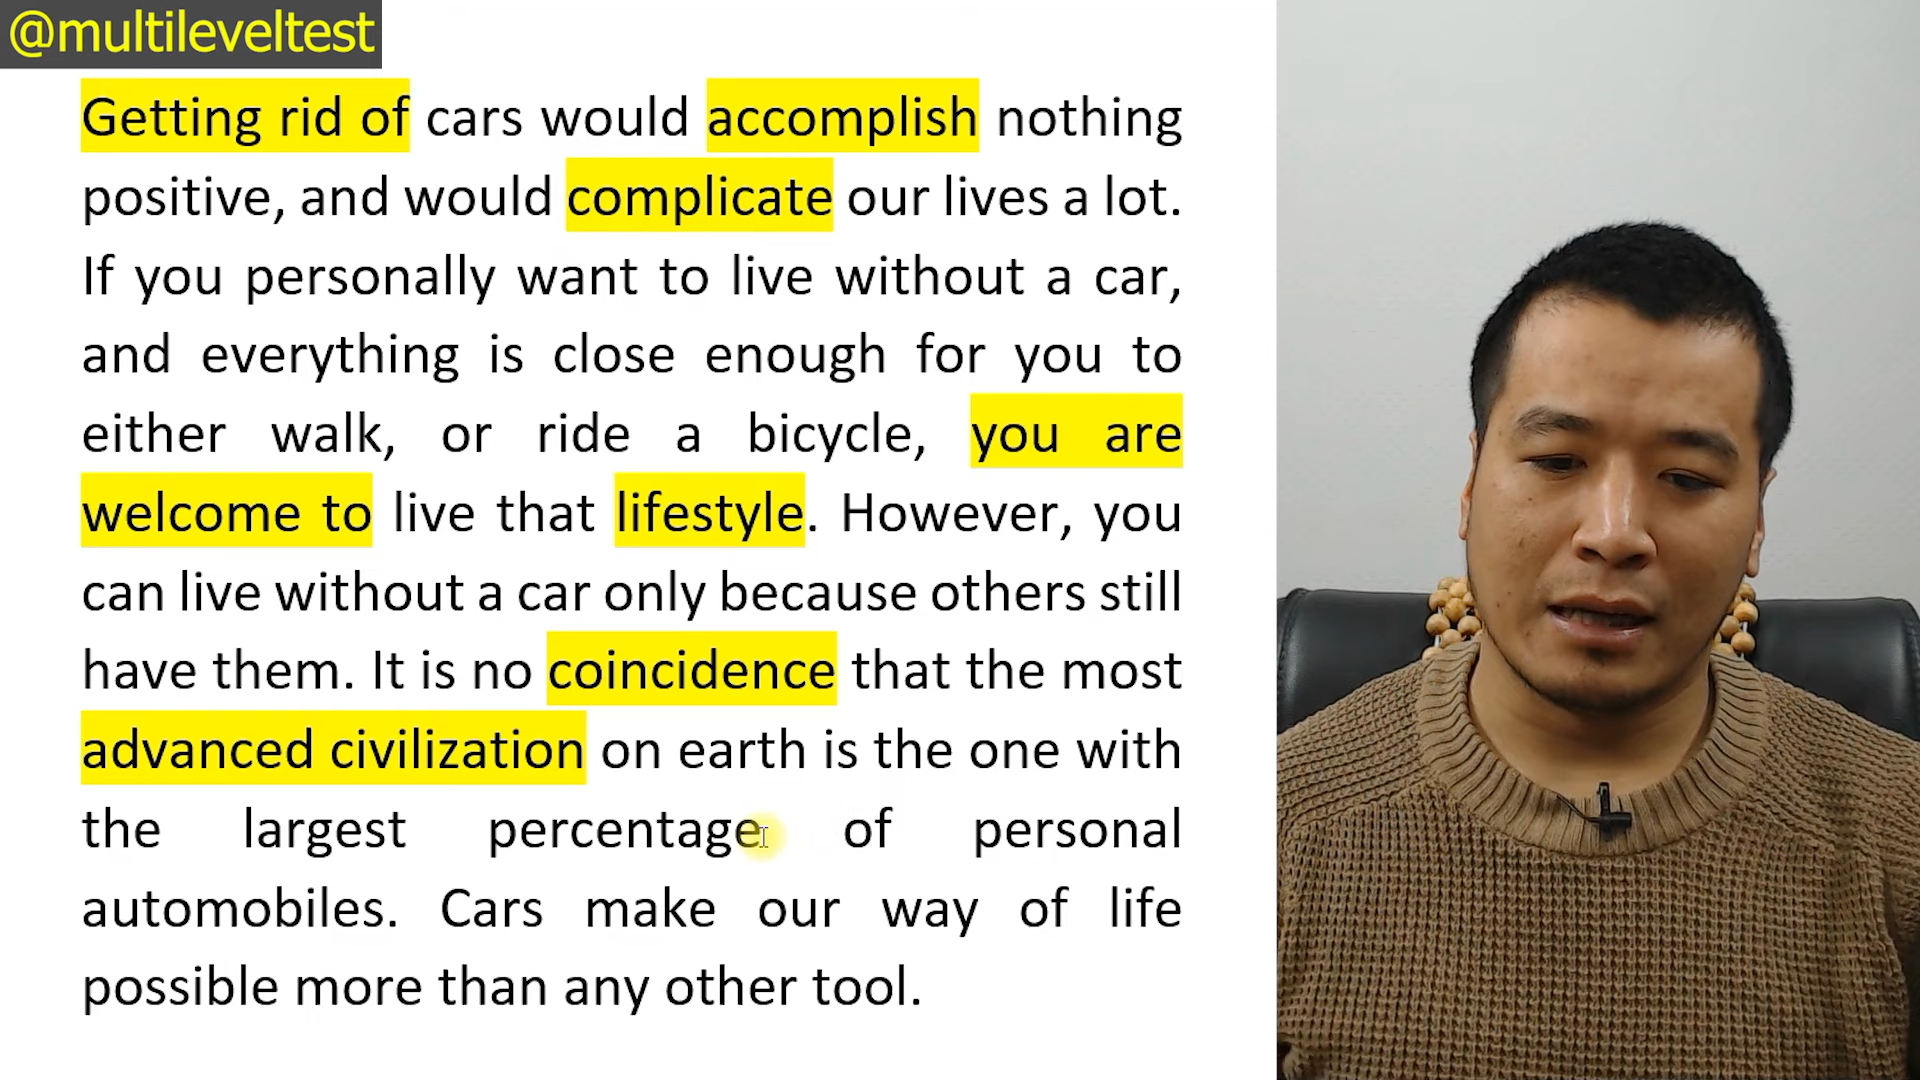 @multileveltest
Getting rid of cars would accomplish nothing
positive, and would complicate our lives a lot.
If you personally want to live without a car,
and everything is close enough for you to
either walk, or ride a bicycle, you are
welcome to live that lifestyle. However, you
can live without a car only because others still
have them. It is no coincidence that the most
advanced civilization on earth is the one with
the largest percentage of personal
automobiles. Cars make our way of life
possible more than any other tool.